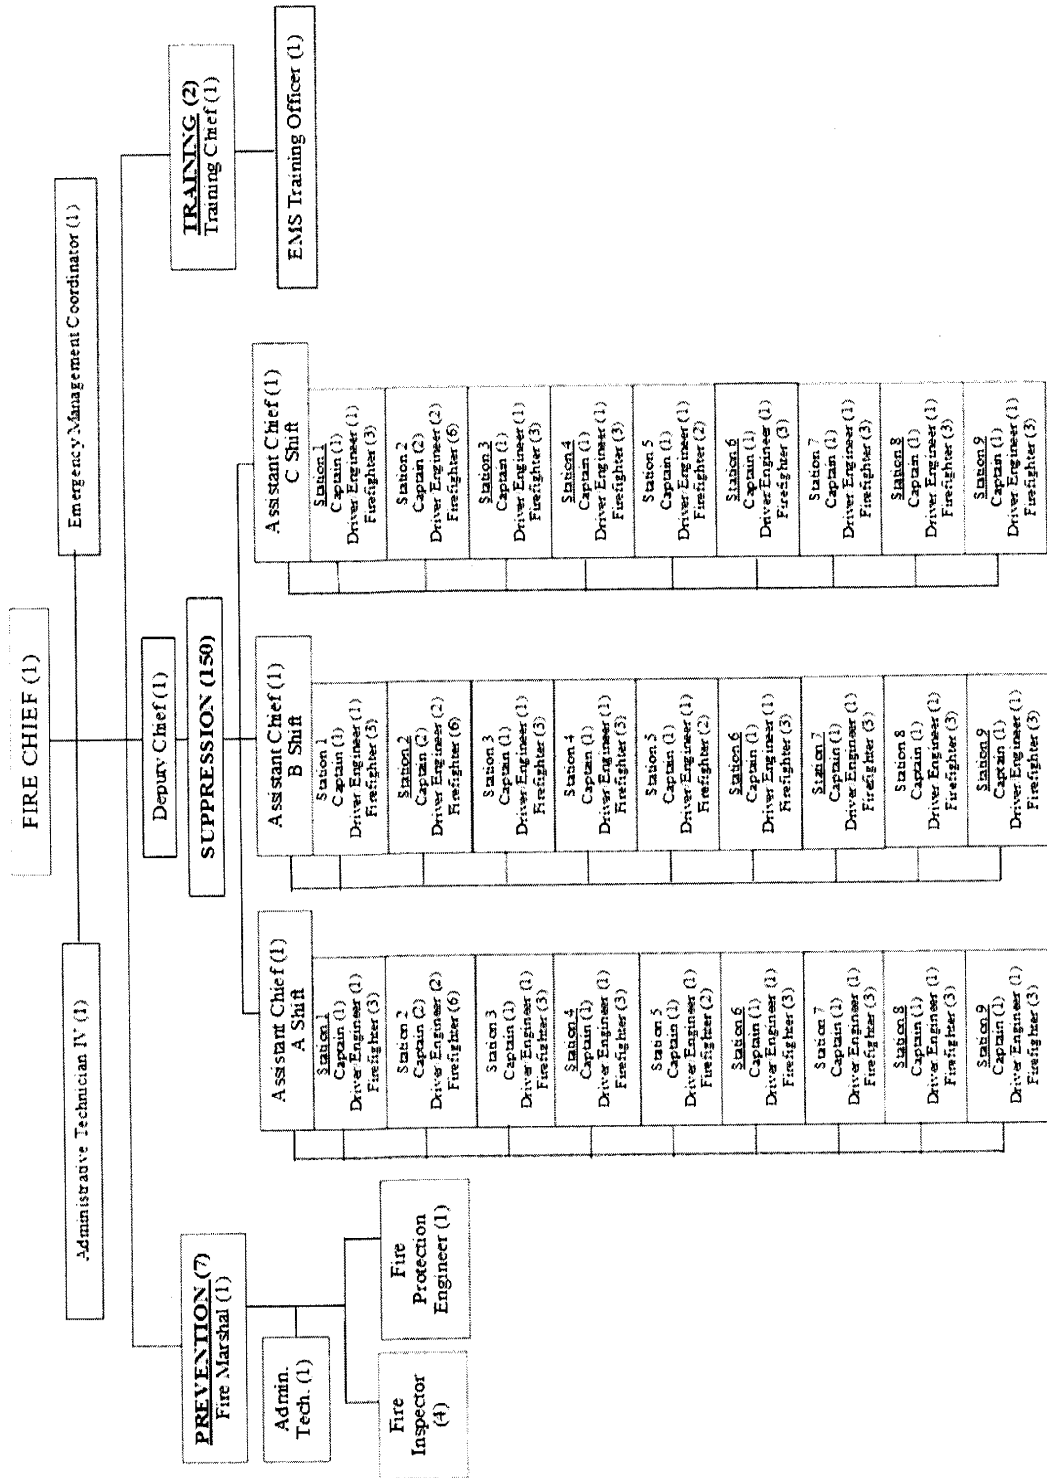 FIRE CHIEF (1)
Administrative Technician IV (1)
Emergency Management Coordinator (1)
Deputy Chief (1)
PREVENTION (7)
Fire Marshal (1)
Admin.
Tech. (1)
Fire
Inspector
(4)
Fire
Protection
Engineer (1)
SUPPRESSION (150)
TRAINING (2)
Training Chief (1)
EMS Training Officer (1)
Assistant Chief (1)
A Shift
Station 1
Captain (1)
Driver Engineer (1)
Firefighter (3)
Station 2
Captain (2)
Driver Engineer (2)
Firefighter (6)
Station 3
Captain (1)
Driver Engineer (1)
Firefighter (3)
Station 4
Captain (1)
Driver Engineer (1)
Firefighter (3)
Station 5
Captain (1)
Driver Engineer (1)
Firefighter (2)
Station 6
Captain (1)
Driver Engineer (1)
Firefighter (3)
Station 7
Captain (1)
Driver Engineer (1)
Firefighter (3)
Station 8
Captain (1)
Driver Engineer (1)
Firefighter (3)
Station 9
Captain (1)
Driver Engineer (1)
Firefighter (3)
Assistant Chief (1)
B Shift
Station 1
Captain (1)
Driver Engineer (1)
Firefighter (3)
Station 2
Captain (2)
Driver Engineer (2)
Firefighter (6)
Station 3
Captain (1)
Driver/Engineer (1)
Firefighter (3)
Station 4
Captain (1)
Driver Engineer (1)
Firefighter (3)
Station 5
Captain (1)
Driver Engineer (1)
Firefighter (2)
Station 6
Captain (1)
Driver Engineer (1)
Firefighter (3)
Station 7
Captain (1)
Driver Engineer (1)
Firefighter (3)
Station 8
Captain (1)
Driver Engineer (1)
Firefighter (3)
Station 9
Captain (1)
Driver Engineer (1)
Firefighter (3)
Assistant Chief (1)
C Shift
Station 1
Captain (1)
Driver Engineer (1)
Firefighter (3)
Station 2
Captain (2)
Driver Engineer (2)
Firefighter (6)
Station 3
Captain (1)
Driver Engineer (1)
Firefighter (3)
Station 4
Captain (1)
Driver Engineer (1)
Firefighter (3)
Station 5
Captain (1)
Driver Engineer (1)
Firefighter (2)
Station 6
Captain (1)
Driver Engineer (1)
Firefighter (3)
Station 7
Captain (1)
Driver Engineer (1)
Firefighter (3)
Station 8
Captain (1)
Driver Engineer (1)
Firefighter (3)
Station 9
Captain (1)
Driver Engineer (1)
Firefighter (3)